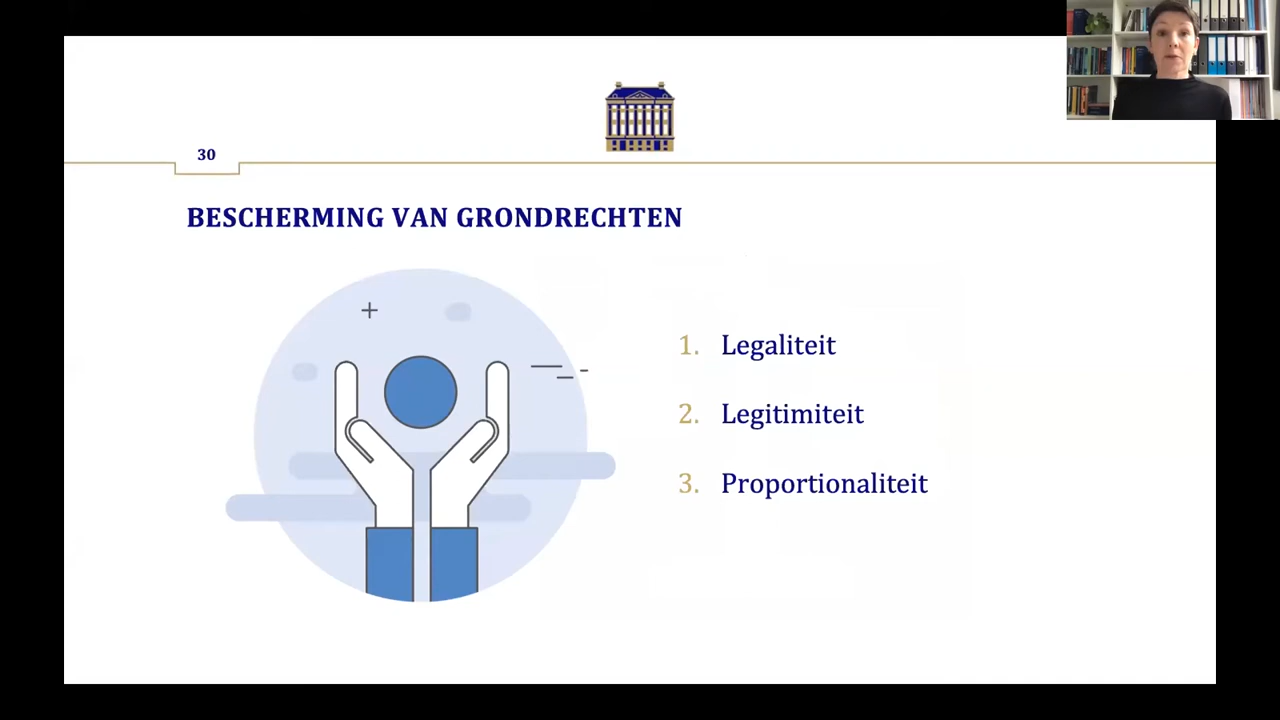 30
BESCHERMING VAN GRONDRECHTEN
1. Legaliteit
2. Legitimiteit
3. Proportionaliteit